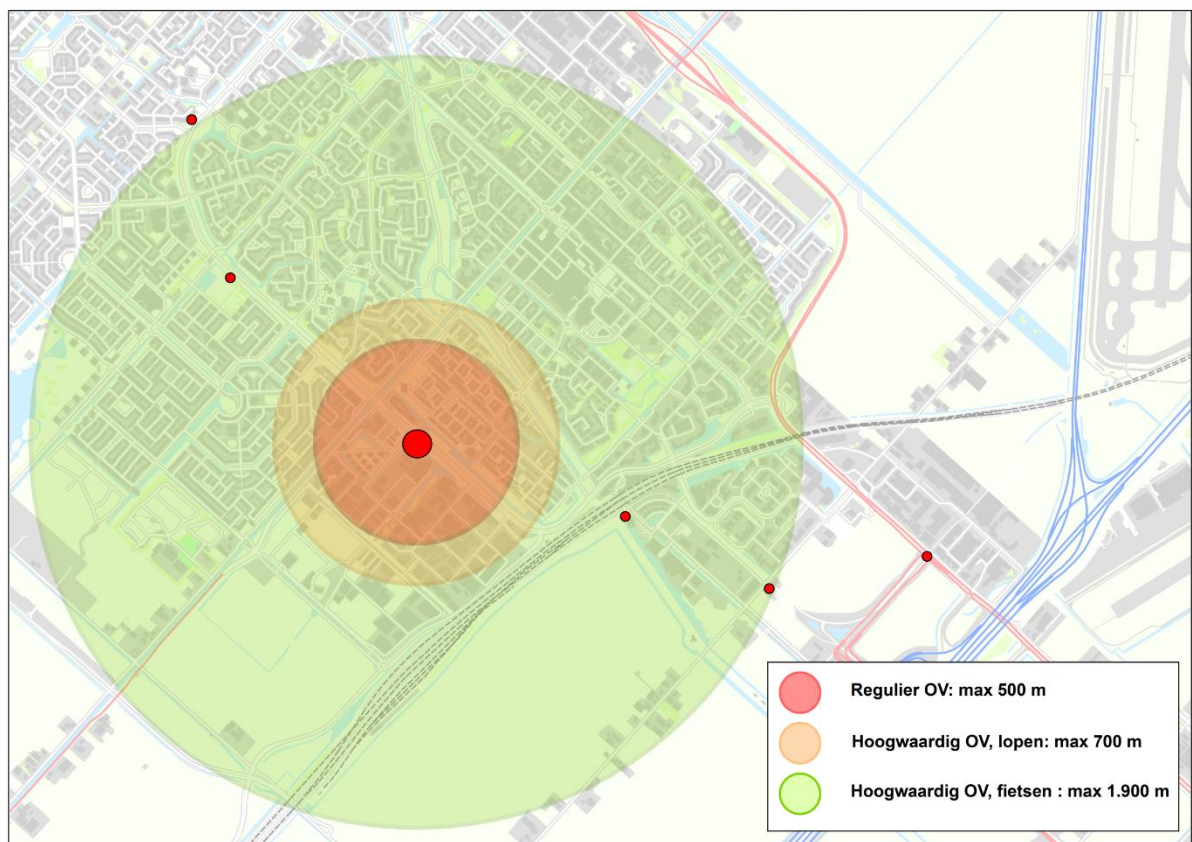 Regulier OV: max 500 m
Hoogwaardig OV, lopen: max 700 m
Hoogwaardig OV, fietsen : max 1.900 m